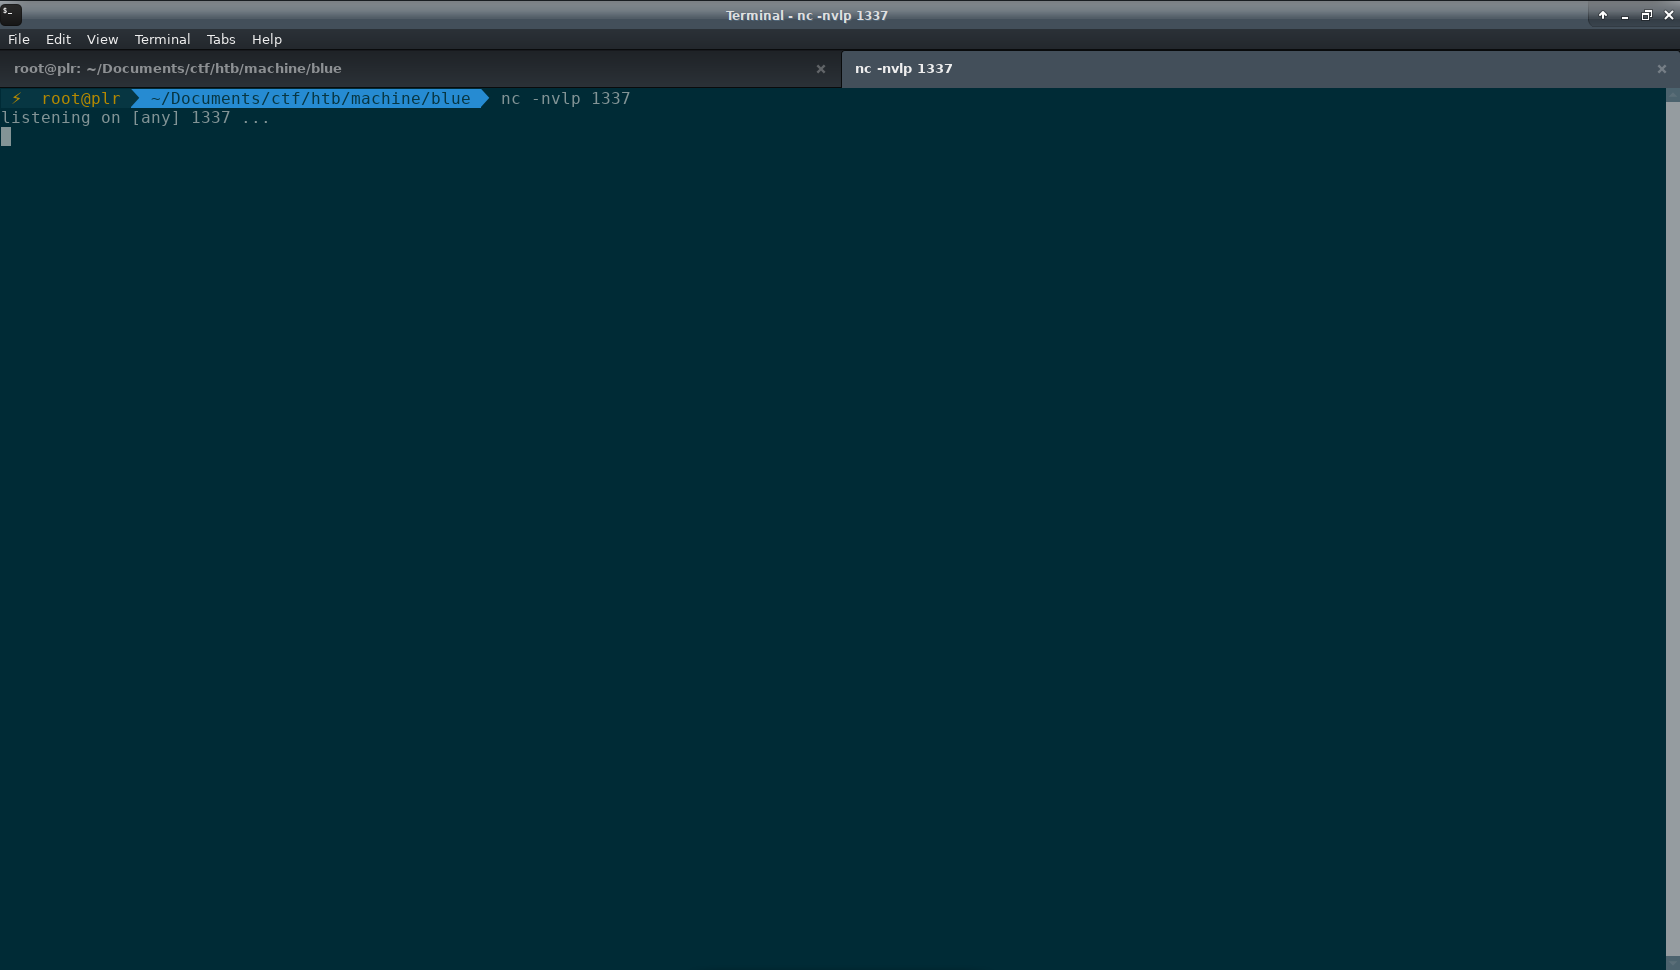 Terminal - nc -nvlp 1337
File Edit View Terminal Tabs Help
root@plr: ~/Documents/ctf/htb/machine/blue
nc -nvlp 1337
⚡ root@plr ~/Documents/ctf/htb/machine/blue nc -nvlp 1337
listening on [any] 1337 ...